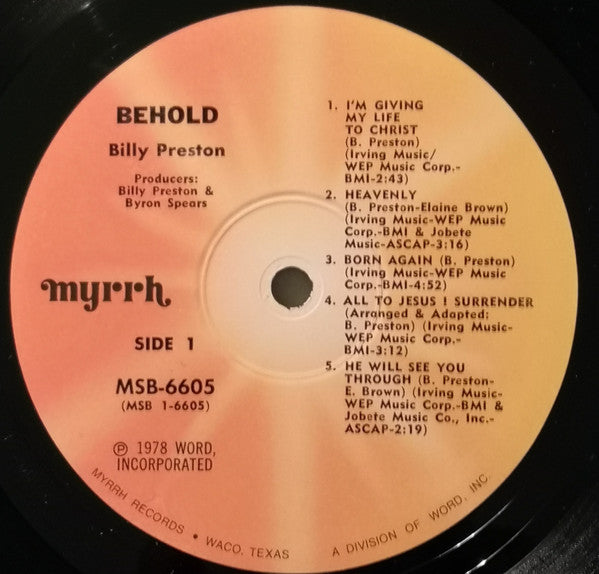 BEHOLD
Billy Preston
Producers:
Billy Preston &
Byron Spears
myrrh
SIDE 1
MSB-6605
(MSB 1-6605)
℗ 1978 WORD,
INCORPORATED
1. I'M GIVING
MY LIFE
TO CHRIST
(B. Preston)
(Irving Music/
WEP Music Corp.-
BMI-2:43)
2. HEAVENLY
(B. Preston-Elaine Brown)
(Irving Music-WEP Music
Corp.-BMI & Jobete
Music-ASCAP-3:16)
3. BORN AGAIN (B. Preston)
(Irving Music-WEP Music
Corp.-BMI-4:52)
4. ALL TO JESUS I SURRENDER
(Arranged & Adapted:
B. Preston) (Irving Music-
WEP Music Corp.-
BMI-3:12)
5. HE WILL SEE YOU
THROUGH (B. Preston-
E. Brown) (Irving Music-
WEP Music Corp.-BMI &
Jobete Music Co., Inc.-
ASCAP-2:19)
MYRRH RECORDS • WACO, TEXAS A DIVISION OF WORD, INC.